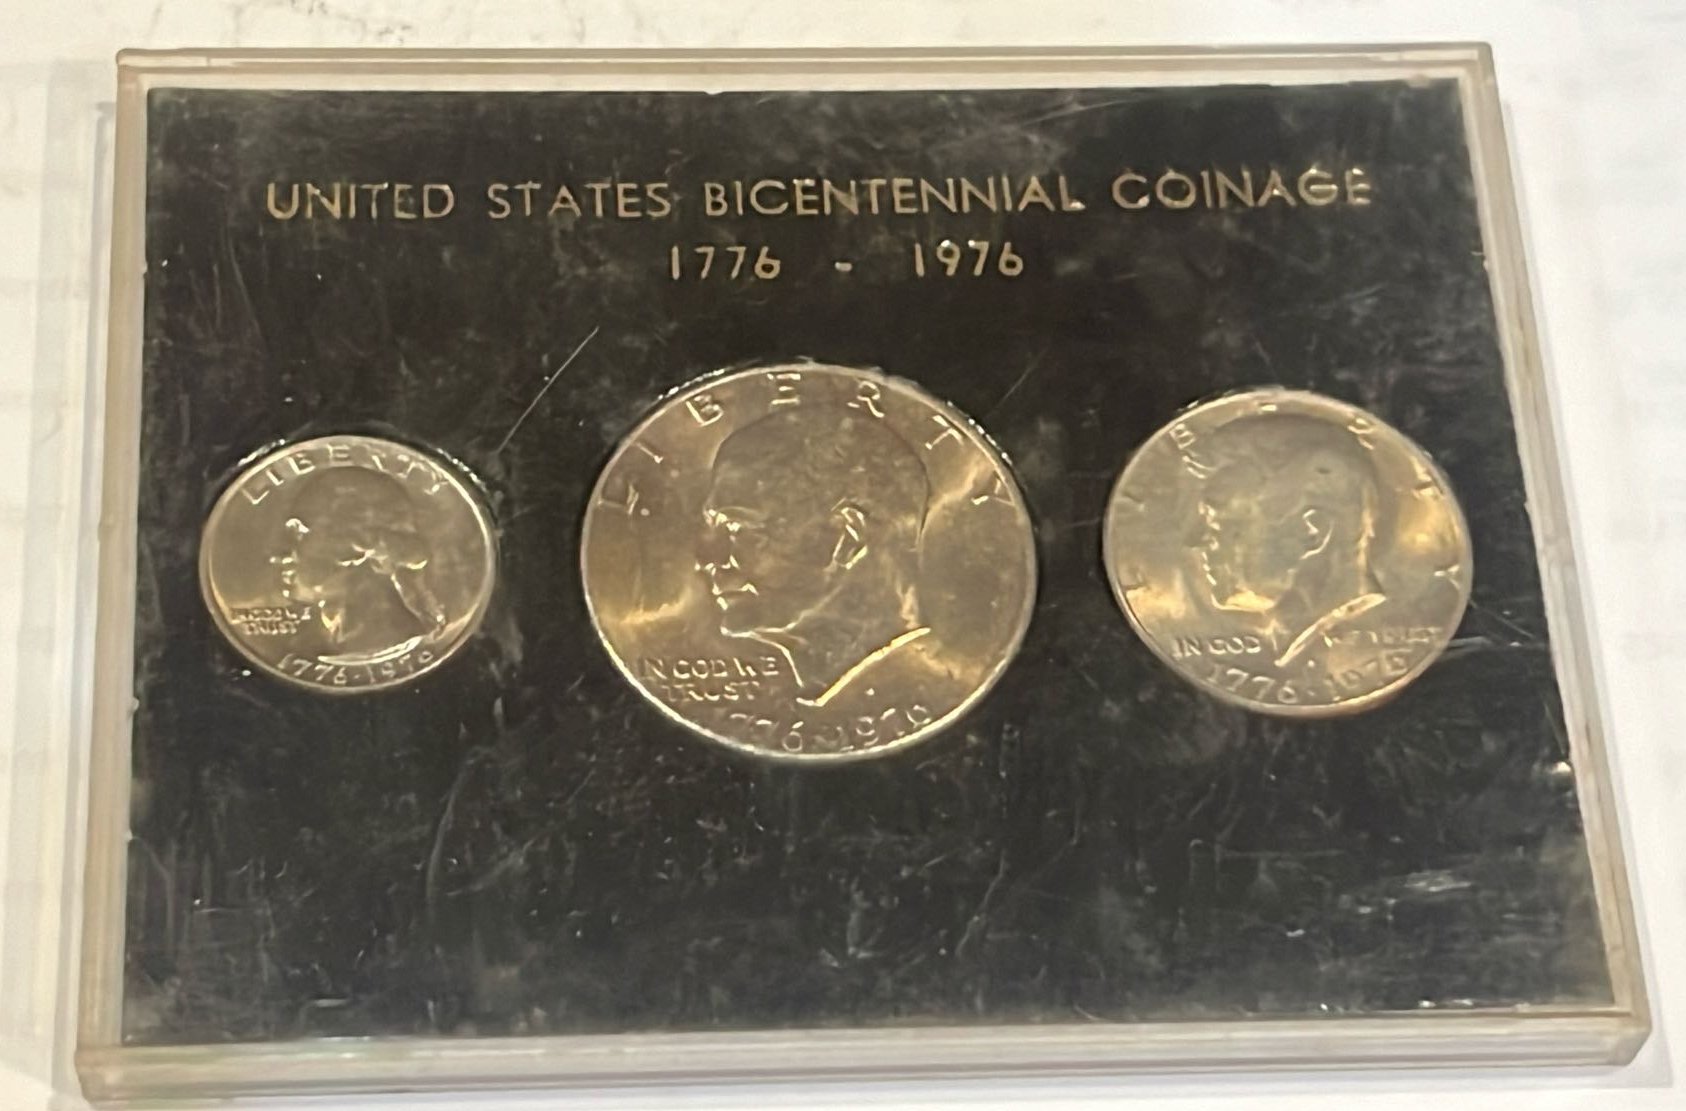 UNITED STATES BICENTENNIAL COINAGE
1776 - 1976
LIBERTY
IN GOD WE
TRUST
1776·1976
LIBERTY
IN GOD WE
TRUST
1776·1976
LIBERTY
IN GOD WE TRUST
1776·1976